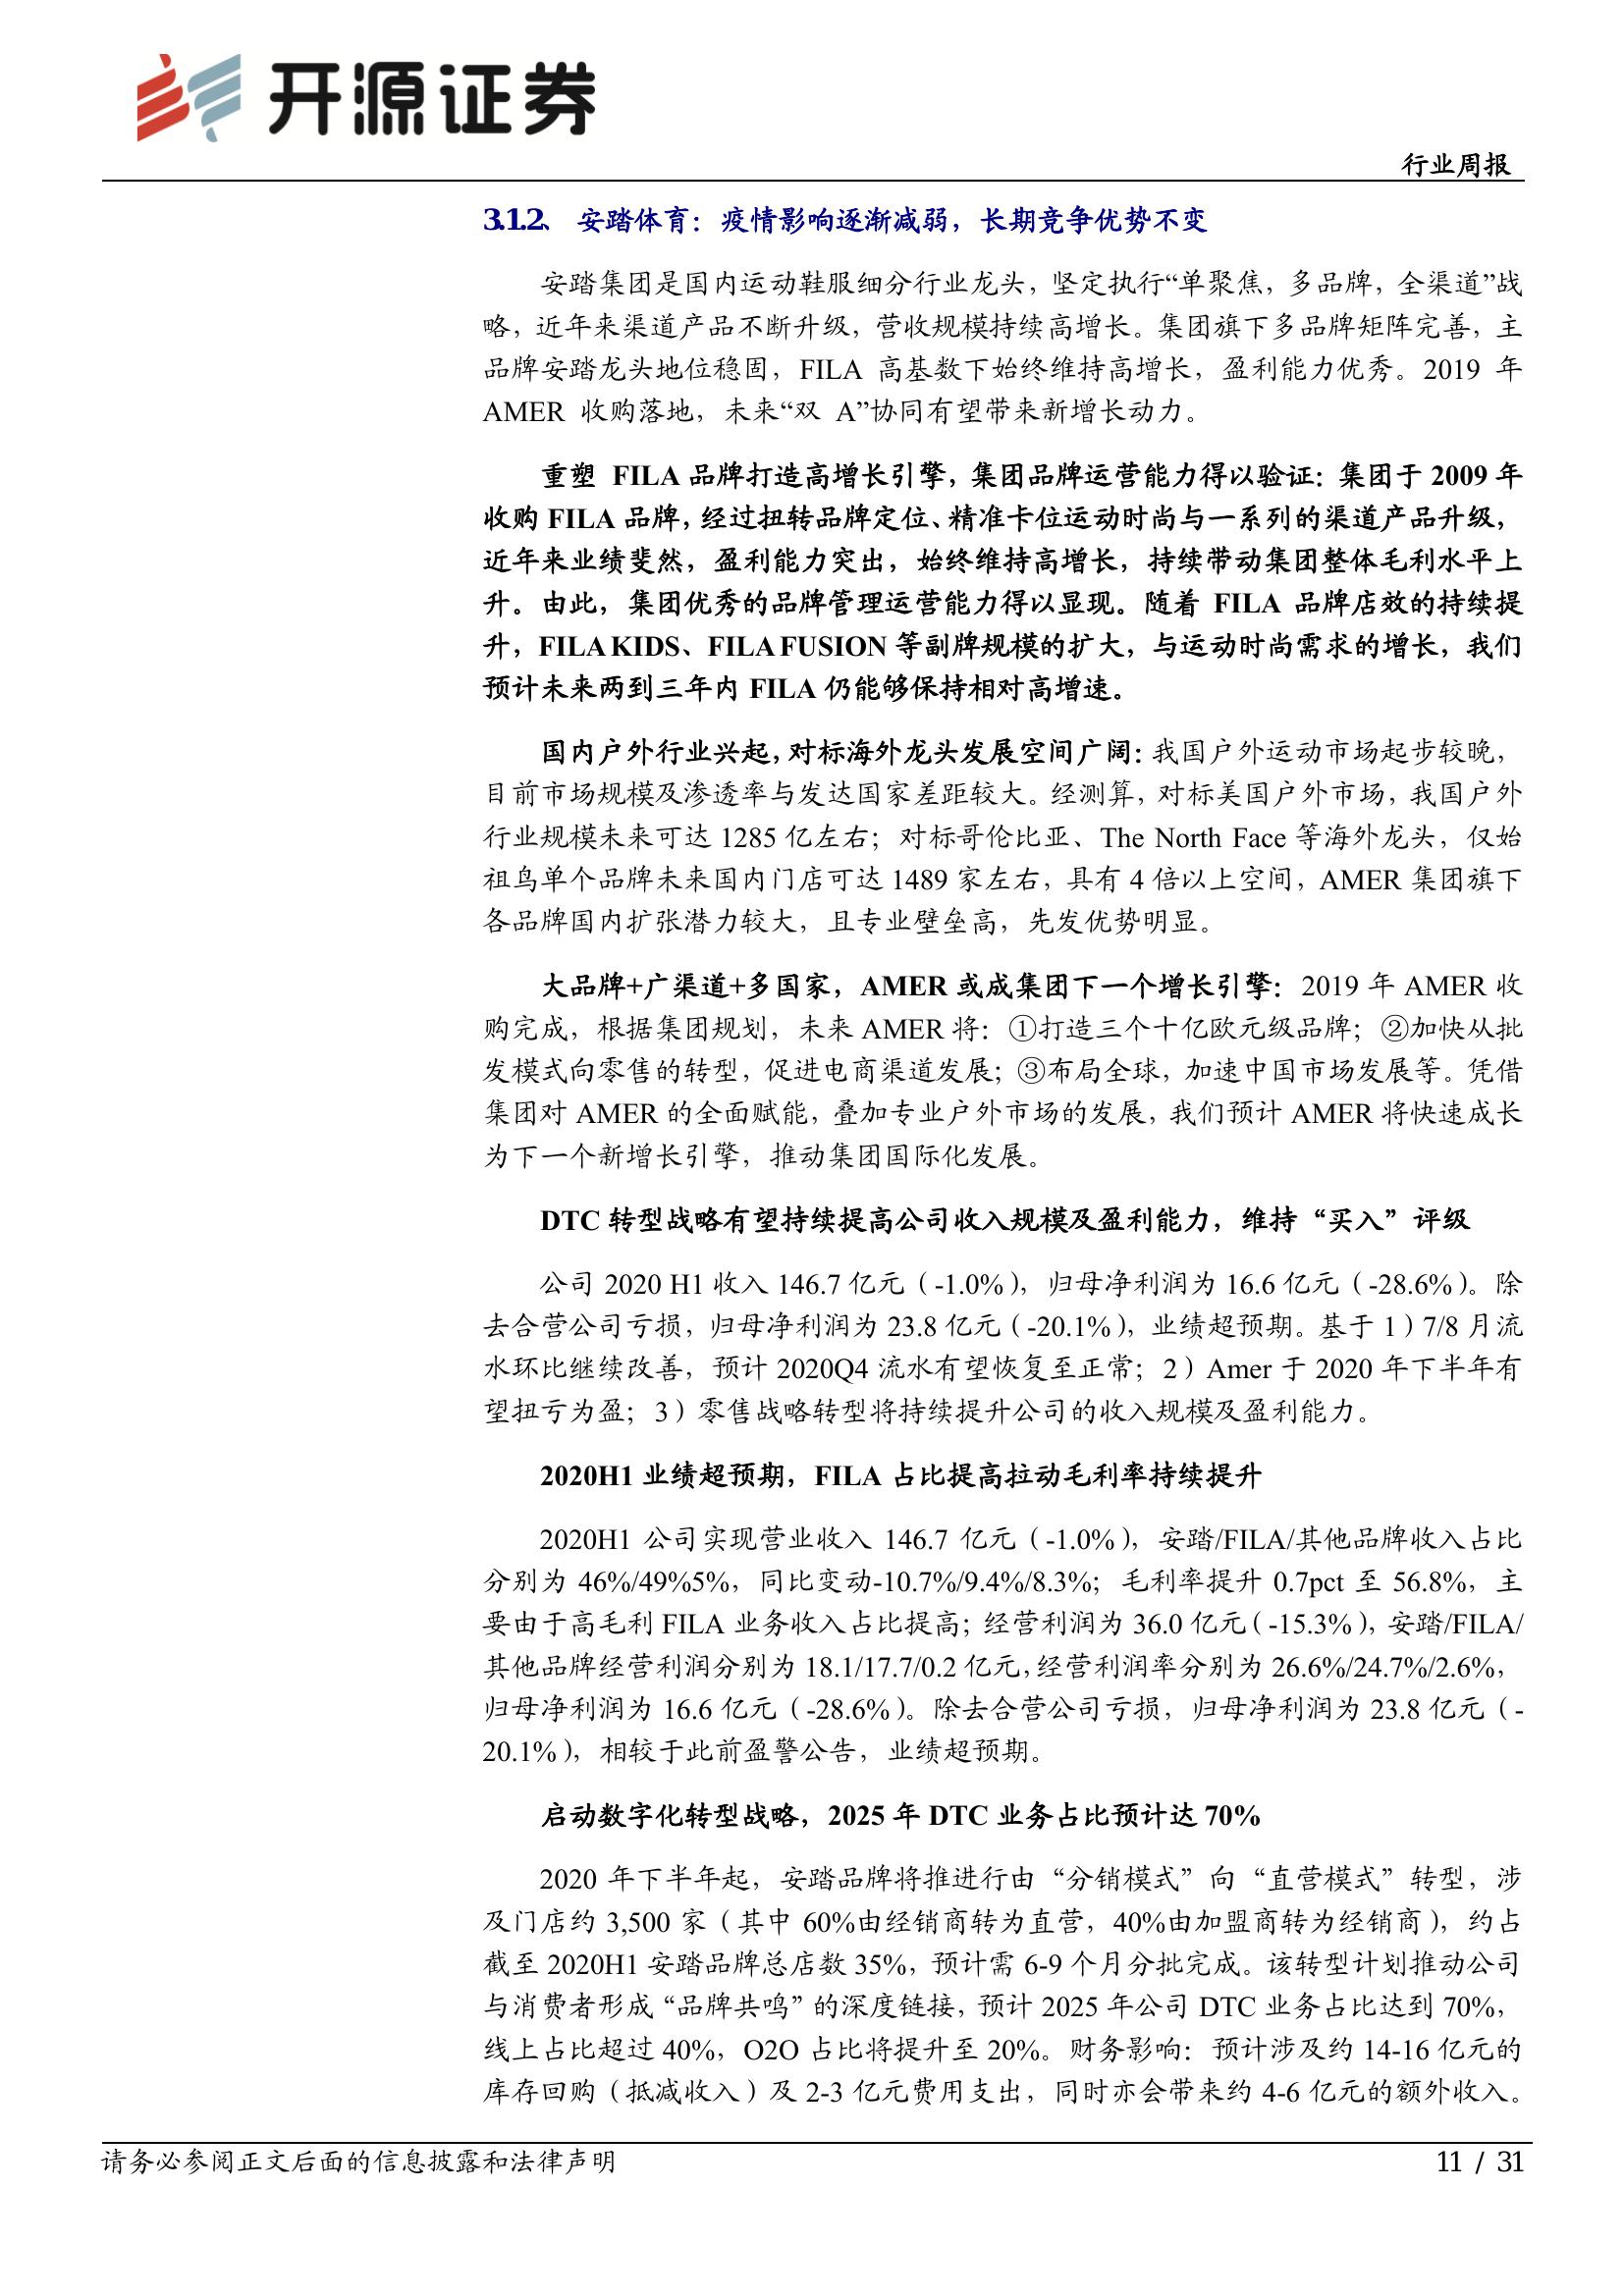 开源证券
行业周报
3.1.2、 安踏体育：疫情影响逐渐减弱，长期竞争优势不变
安踏集团是国内运动鞋服细分行业龙头，坚定执行“单聚焦，多品牌，全渠道”战
略，近年来渠道产品不断升级，营收规模持续高增长。集团旗下多品牌矩阵完善，主
品牌安踏龙头地位稳固，FILA 高基数下始终维持高增长，盈利能力优秀。2019 年
AMER 收购落地，未来“双 A”协同有望带来新增长动力。
重塑 FILA 品牌打造高增长引擎，集团品牌运营能力得以验证：集团于 2009 年
收购 FILA 品牌，经过扭转品牌定位、精准卡位运动时尚与一系列的渠道产品升级，
近年来业绩斐然，盈利能力突出，始终维持高增长，持续带动集团整体毛利水平上
升。由此，集团优秀的品牌管理运营能力得以显现。随着 FILA 品牌店效的持续提
升，FILA KIDS、FILA FUSION 等副牌规模的扩大，与运动时尚需求的增长，我们
预计未来两到三年内 FILA 仍能够保持相对高增速。
国内户外行业兴起，对标海外龙头发展空间广阔：我国户外运动市场起步较晚，
目前市场规模及渗透率与发达国家差距较大。经测算，对标美国户外市场，我国户外
行业规模未来可达 1285 亿左右；对标哥伦比亚、The North Face 等海外龙头，仅始
祖鸟单个品牌未来国内门店可达 1489 家左右，具有 4 倍以上空间，AMER 集团旗下
各品牌国内扩张潜力较大，且专业壁垒高，先发优势明显。
大品牌+广渠道+多国家，AMER 或成集团下一个增长引擎：2019 年 AMER 收
购完成，根据集团规划，未来 AMER 将：①打造三个十亿欧元级品牌；②加快从批
发模式向零售的转型，促进电商渠道发展；③布局全球，加速中国市场发展等。凭借
集团对 AMER 的全面赋能，叠加专业户外市场的发展，我们预计 AMER 将快速成长
为下一个新增长引擎，推动集团国际化发展。
DTC 转型战略有望持续提高公司收入规模及盈利能力，维持“买入”评级
公司 2020 H1 收入 146.7 亿元（-1.0%），归母净利润为 16.6 亿元（-28.6%）。除
去合营公司亏损，归母净利润为 23.8 亿元（-20.1%），业绩超预期。基于 1）7/8 月流
水环比继续改善，预计 2020Q4 流水有望恢复至正常；2）Amer 于 2020 年下半年有
望扭亏为盈；3）零售战略转型将持续提升公司的收入规模及盈利能力。
2020H1 业绩超预期，FILA 占比提高拉动毛利率持续提升
2020H1 公司实现营业收入 146.7 亿元（-1.0%），安踏/FILA/其他品牌收入占比
分别为 46%/49%5%，同比变动-10.7%/9.4%/8.3%；毛利率提升 0.7pct 至 56.8%，主
要由于高毛利 FILA 业务收入占比提高；经营利润为 36.0 亿元（-15.3%），安踏/FILA/
其他品牌经营利润分别为 18.1/17.7/0.2 亿元，经营利润率分别为 26.6%/24.7%/2.6%，
归母净利润为 16.6 亿元（-28.6%）。除去合营公司亏损，归母净利润为 23.8 亿元（-
20.1%），相较于此前盈警公告，业绩超预期。
启动数字化转型战略，2025 年 DTC 业务占比预计达 70%
2020 年下半年起，安踏品牌将推进行由“分销模式”向“直营模式”转型，涉
及门店约 3,500 家（其中 60%由经销商转为直营，40%由加盟商转为经销商），约占
截至 2020H1 安踏品牌总店数 35%，预计需 6-9 个月分批完成。该转型计划推动公司
与消费者形成“品牌共鸣”的深度链接，预计 2025 年公司 DTC 业务占比达到 70%，
线上占比超过 40%，O2O 占比将提升至 20%。财务影响：预计涉及约 14-16 亿元的
库存回购（抵减收入）及 2-3 亿元费用支出，同时亦会带来约 4-6 亿元的额外收入。
请务必参阅正文后面的信息披露和法律声明
11 / 31